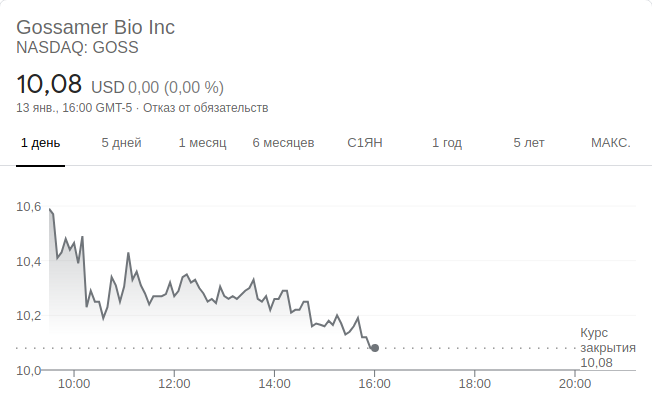 Gossamer Bio Inc
NASDAQ: GOSS
10,08 USD 0,00 (0,00 %)
13 янв., 16:00 GMT-5 · Отказ от обязательств
1 день 5 дней 1 месяц 6 месяцев С1ЯН 1 год 5 лет МАКС.
10,6
10,4
10,2
Курс
закрытия
10,08
10,0
10:00 12:00 14:00 16:00 18:00 20:00